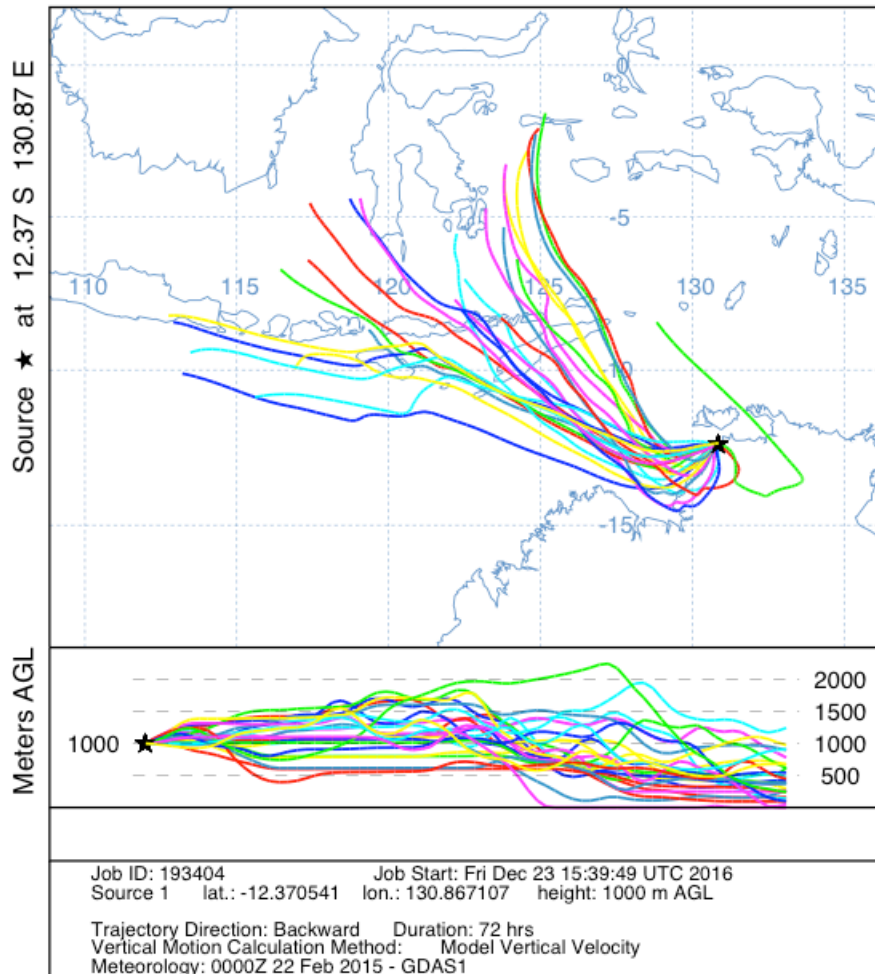 Source ★ at 12.37 S 130.87 E
0
-5
110 115 120 125 130 135
-10
-15
Meters AGL
2000
1500
1000 1000
500
Job ID: 193404 Job Start: Fri Dec 23 15:39:49 UTC 2016
Source 1 lat.: -12.370541 lon.: 130.867107 height: 1000 m AGL
Trajectory Direction: Backward Duration: 72 hrs
Vertical Motion Calculation Method: Model Vertical Velocity
Meteorology: 0000Z 22 Feb 2015 - GDAS1